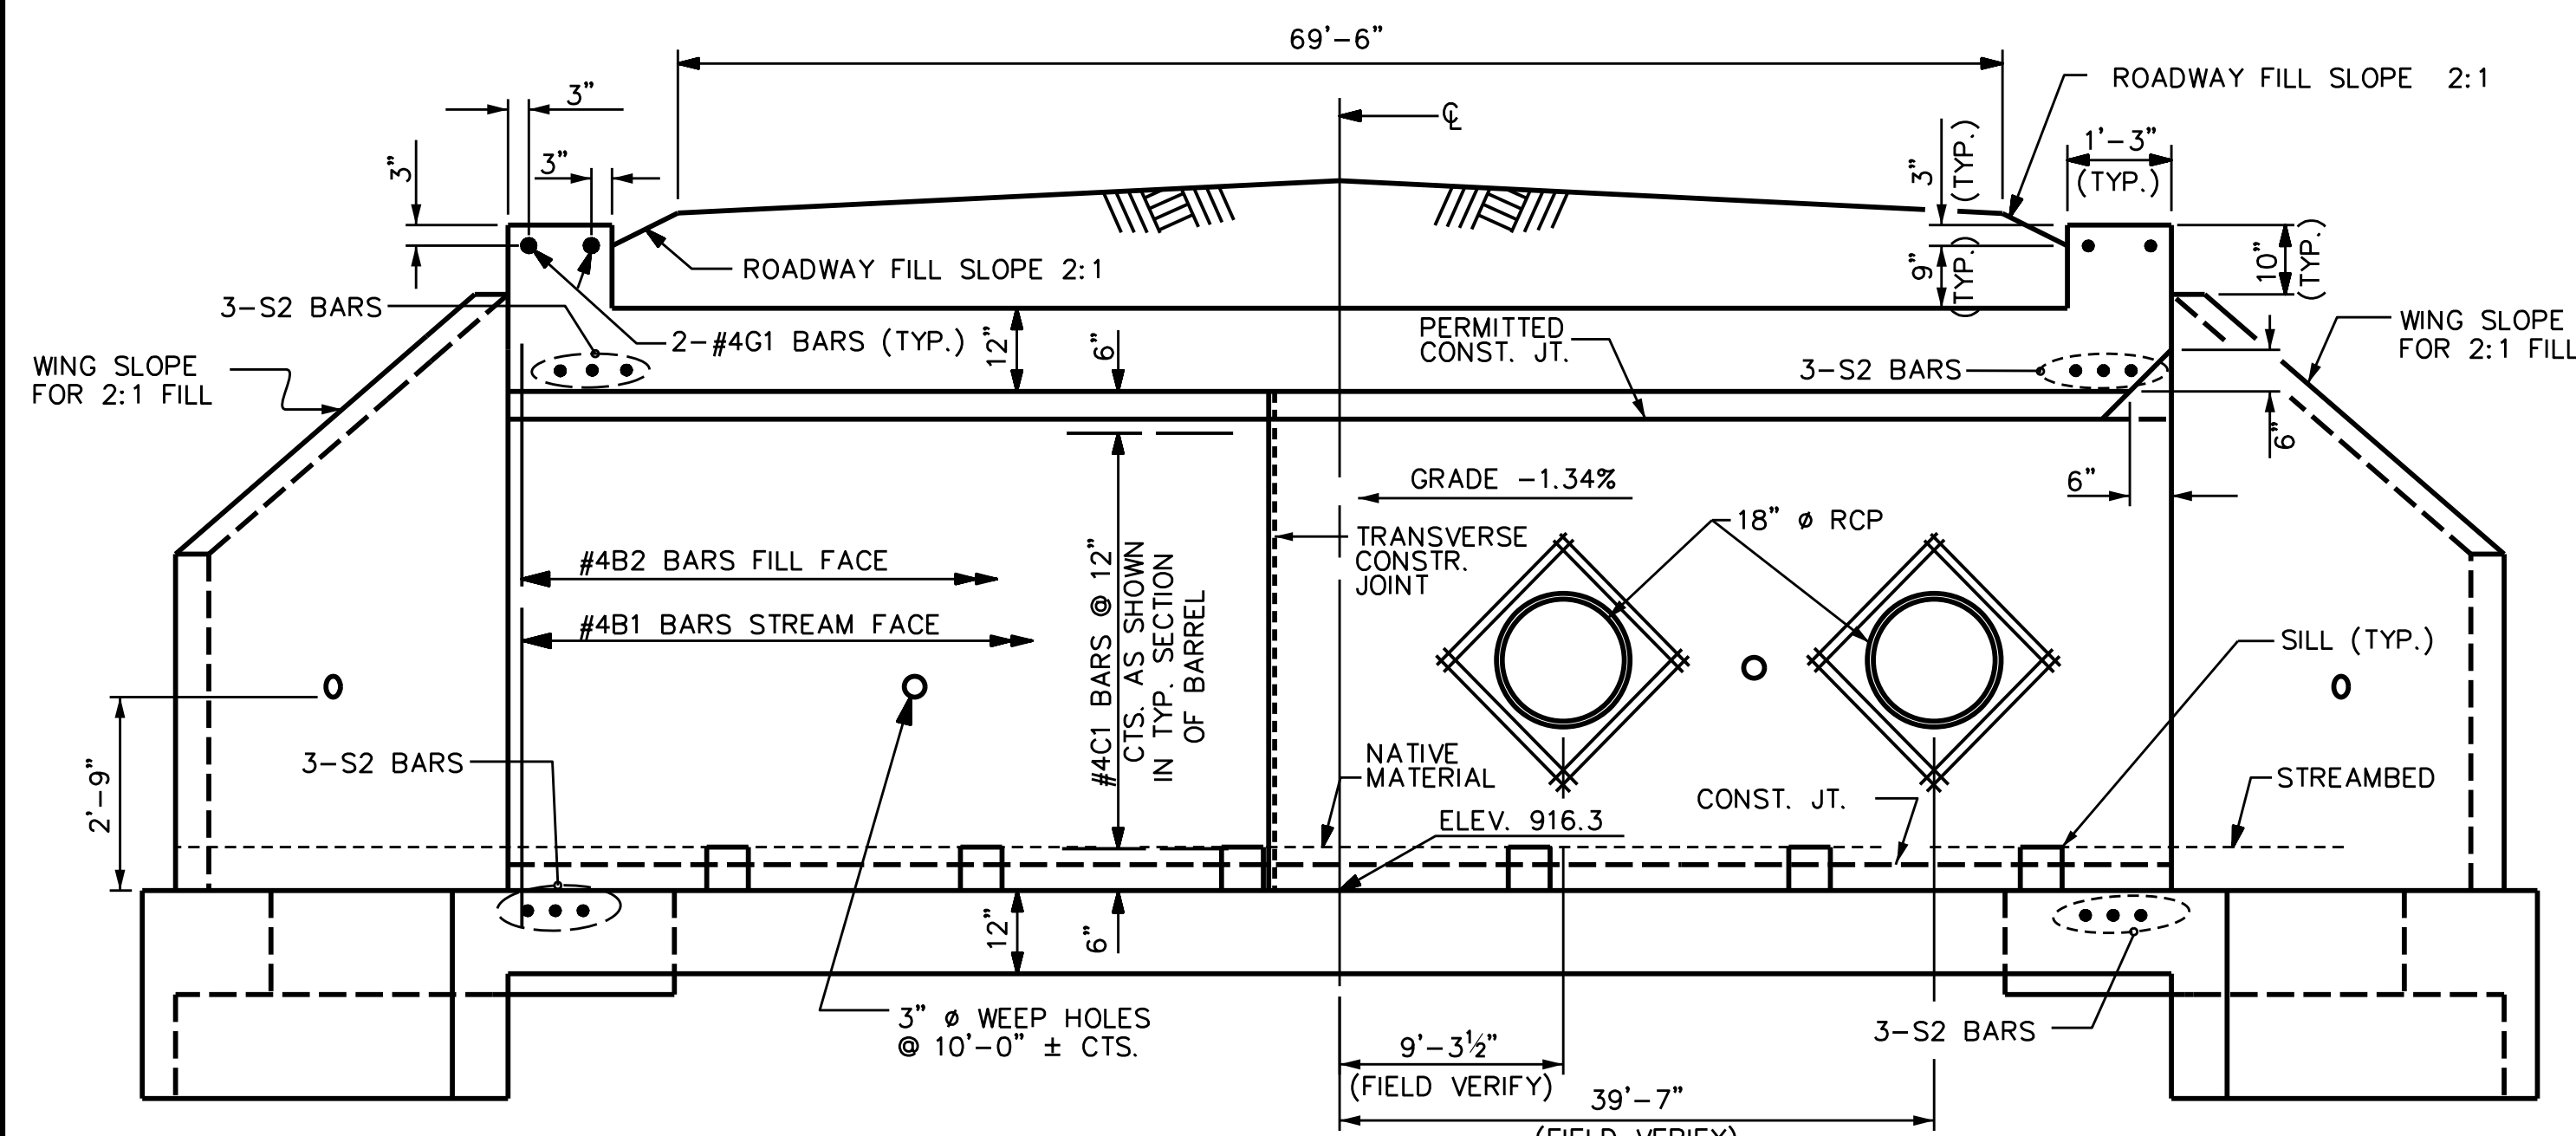 69'-6"
ROADWAY FILL SLOPE 2:1
3"
℄
1'-3"
(TYP.)
3"
3"
3"
(TYP.)
9"
(TYP.)
10"
(TYP.)
ROADWAY FILL SLOPE 2:1
3-S2 BARS
2-#4G1 BARS (TYP.)
12"
6"
PERMITTED
CONST. JT.
3-S2 BARS
WING SLOPE
FOR 2:1 FILL
WING SLOPE
FOR 2:1 FILL
6"
6"
GRADE -1.34%
18" ø RCP
TRANSVERSE
CONSTR.
JOINT
#4B2 BARS FILL FACE
#4B1 BARS STREAM FACE
#4C1 BARS @ 12"
CTS. AS SHOWN
IN TYP. SECTION
OF BARREL
SILL (TYP.)
3-S2 BARS
2'-9"
NATIVE
MATERIAL
CONST. JT.
STREAMBED
ELEV. 916.3
12"
6"
3" ø WEEP HOLES
@ 10'-0" ± CTS.
3-S2 BARS
9'-3½"
(FIELD VERIFY)
39'-7"
(FIELD VERIFY)